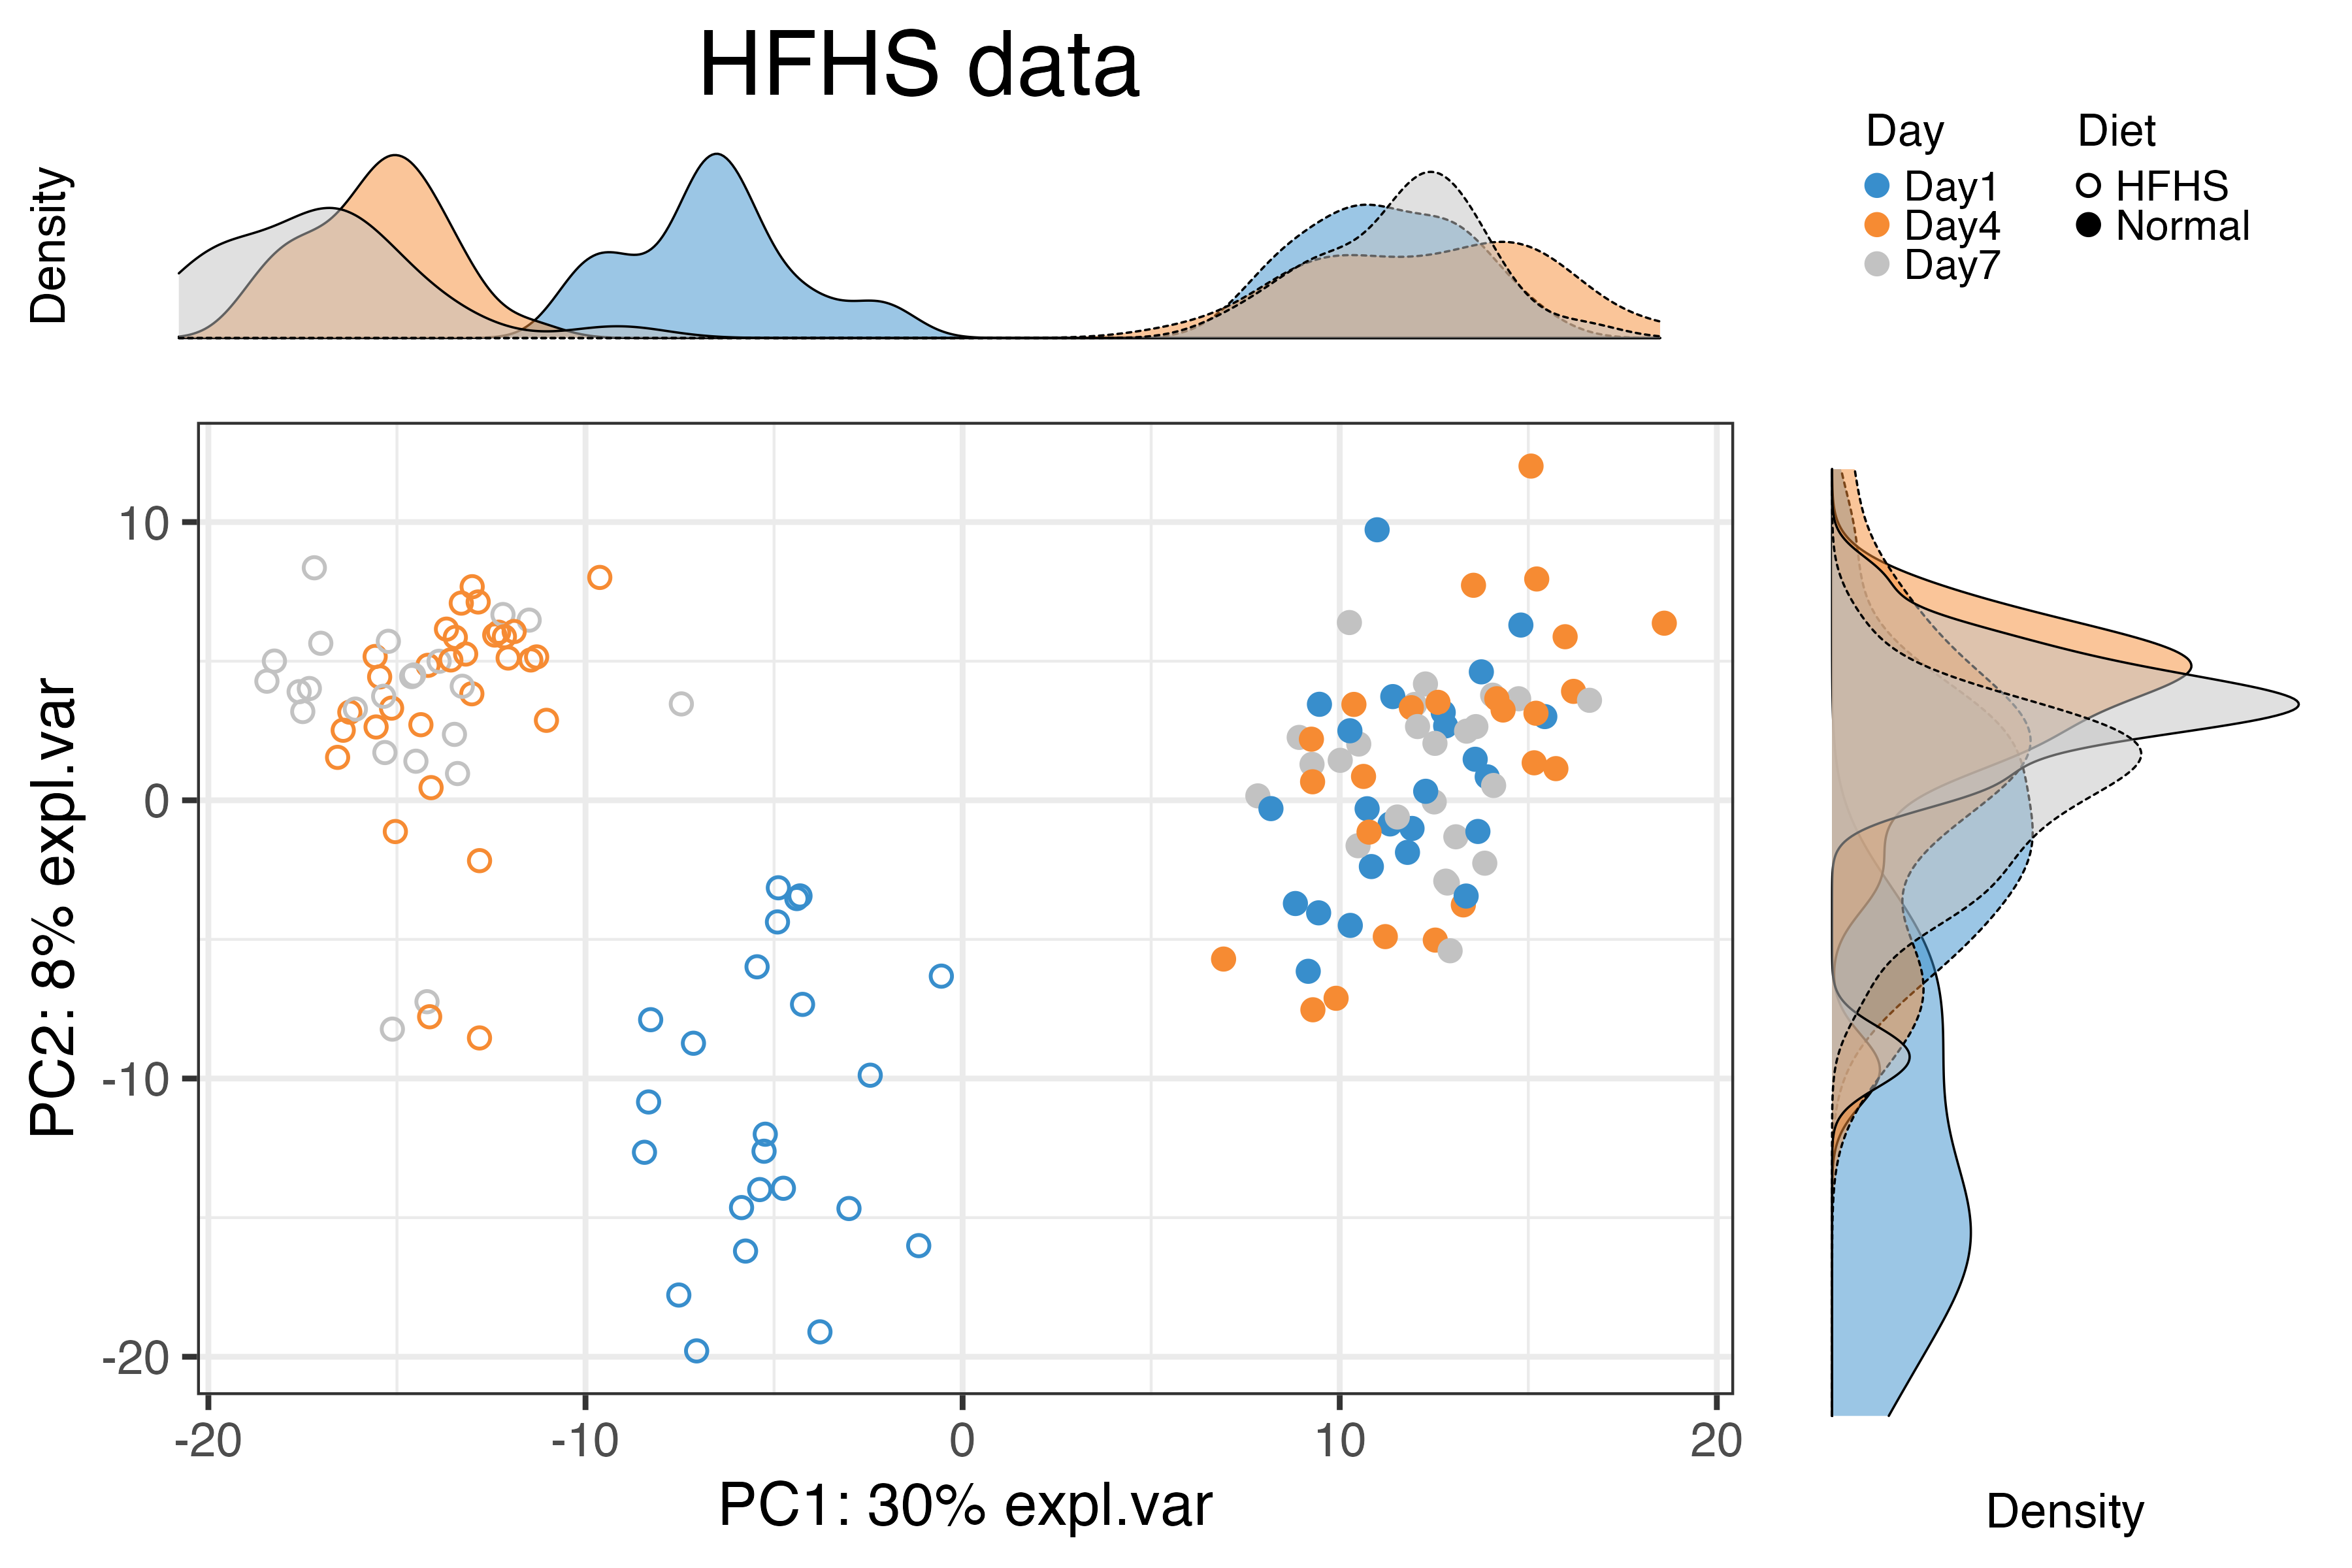 HFHS data
Density
Day
Day1
Day4
Day7
Diet
HFHS
Normal
PC2: 8% expl.var
10
0
-10
-20
-20
-10
0
10
20
PC1: 30% expl.var
Density